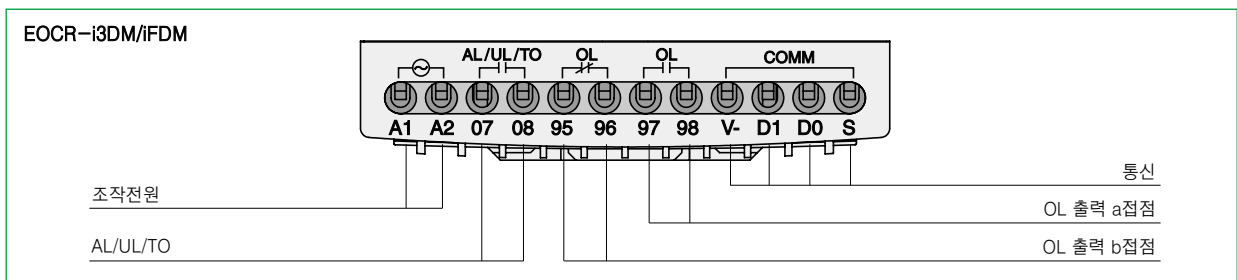 EOCR-i3DM/iFDM
AL/UL/TO OL OL COMM
A1 A2 07 08 95 96 97 98 V- D1 D0 S
조작전원
AL/UL/TO
통신
OL 출력 a접점
OL 출력 b접점